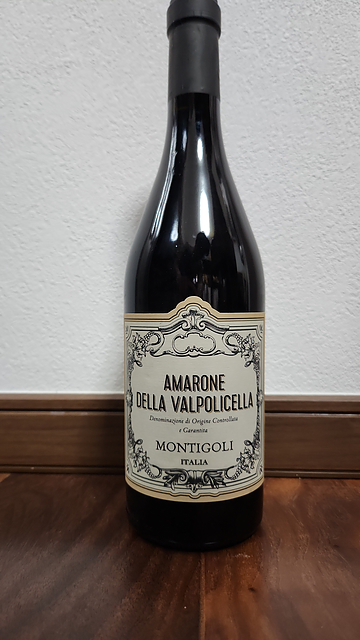 AMARONE
DELLA VALPOLICELLA
Denominazione di Origine Controllata
e Garantita
MONTIGOLI
ITALIA